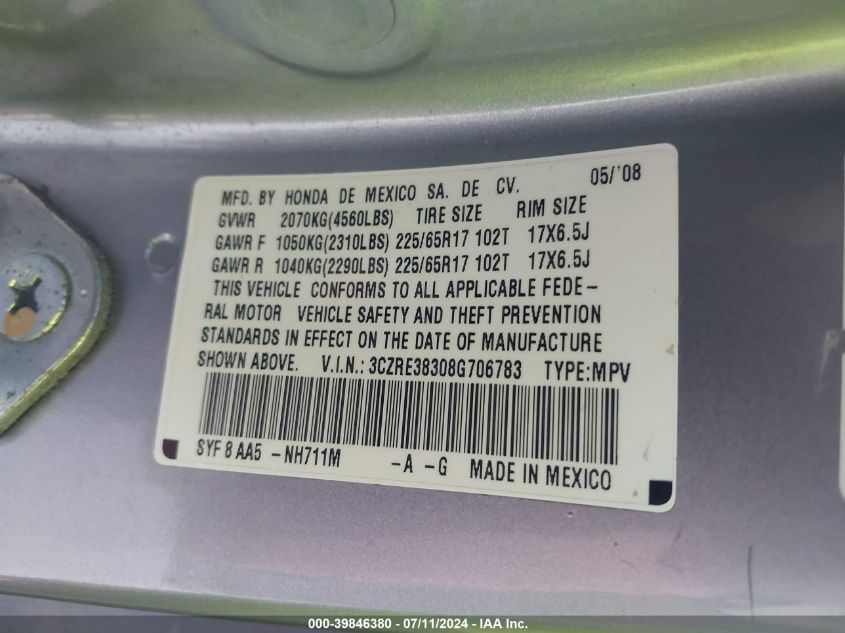 MFD. BY HONDA DE MEXICO SA. DE CV. 05/'08
GVWR 2070KG(4560LBS) TIRE SIZE RIM SIZE
GAWR F 1050KG(2310LBS) 225/65R17 102T 17X6.5J
GAWR R 1040KG(2290LBS) 225/65R17 102T 17X6.5J
THIS VEHICLE CONFORMS TO ALL APPLICABLE FEDE-
RAL MOTOR VEHICLE SAFETY AND THEFT PREVENTION
STANDARDS IN EFFECT ON THE DATE OF MANUFACTURE
SHOWN ABOVE. V.I.N.: 3CZRE38308G706783 TYPE:MPV
SYF 8 AA5 -NH711M -A -G MADE IN MEXICO
000-39846380 - 07/11/2024 - IAA Inc.